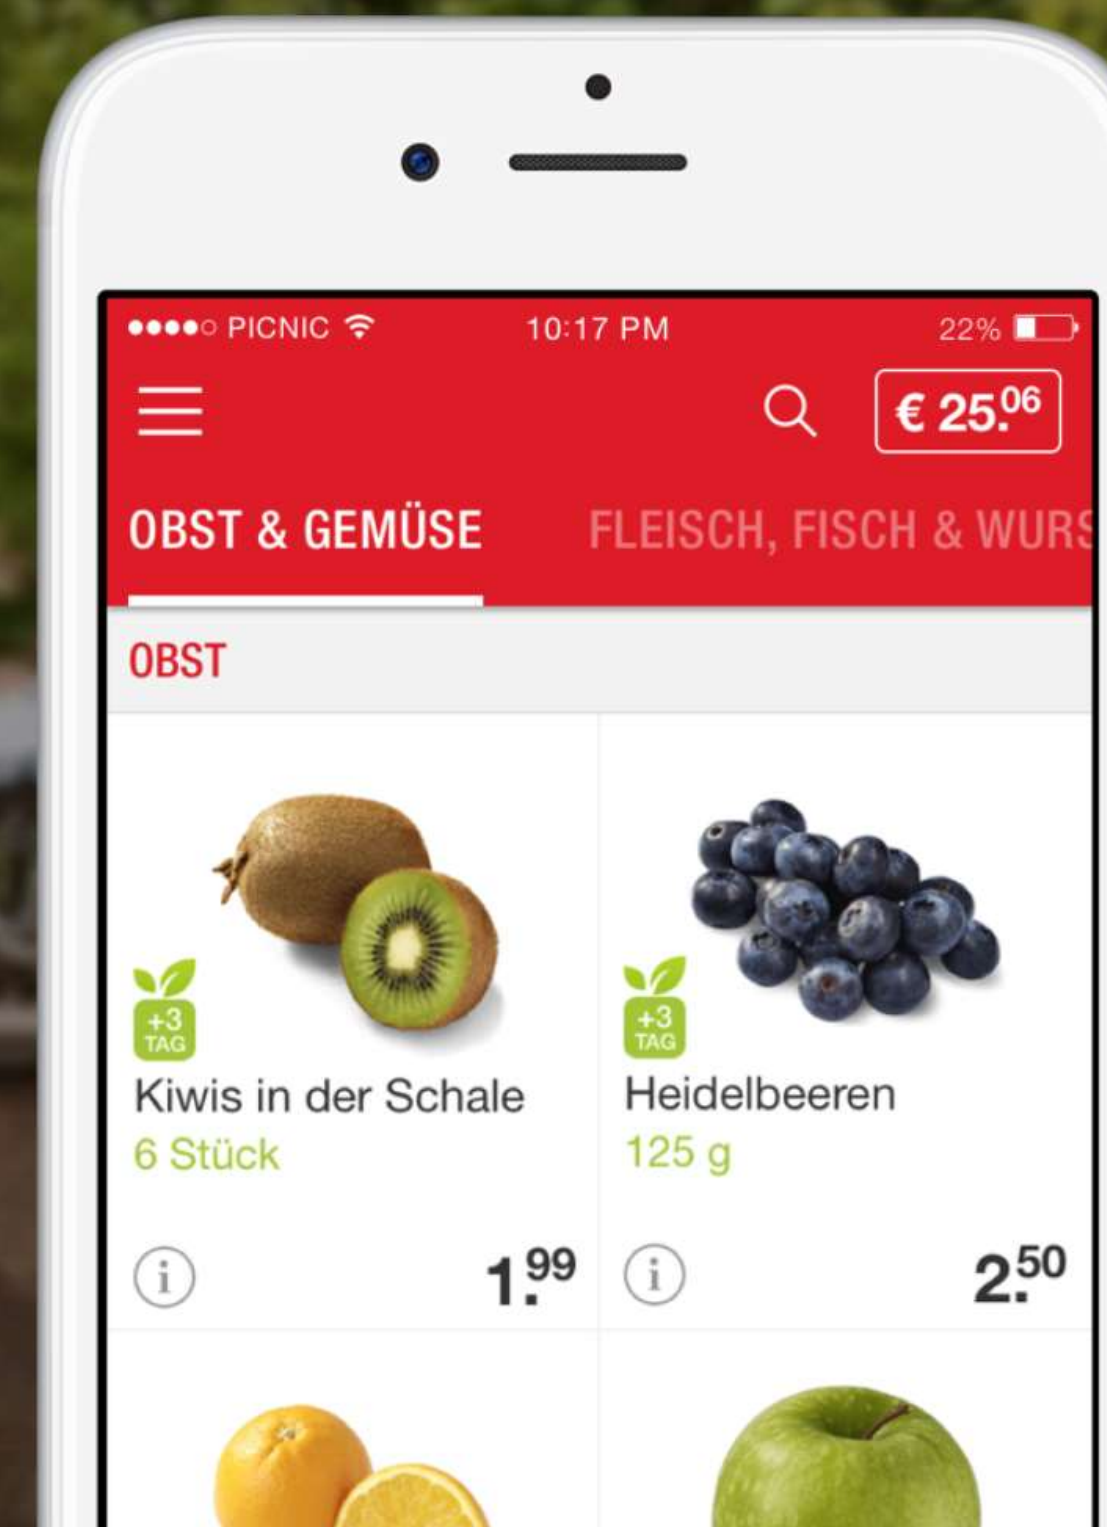 PICNIC 10:17 PM 22%
€ 25.06
OBST & GEMÜSE FLEISCH, FISCH & WURS
OBST
+3 TAG
+3 TAG
Kiwis in der Schale
6 Stück
Heidelbeeren
125 g
i 1.99
i 2.50